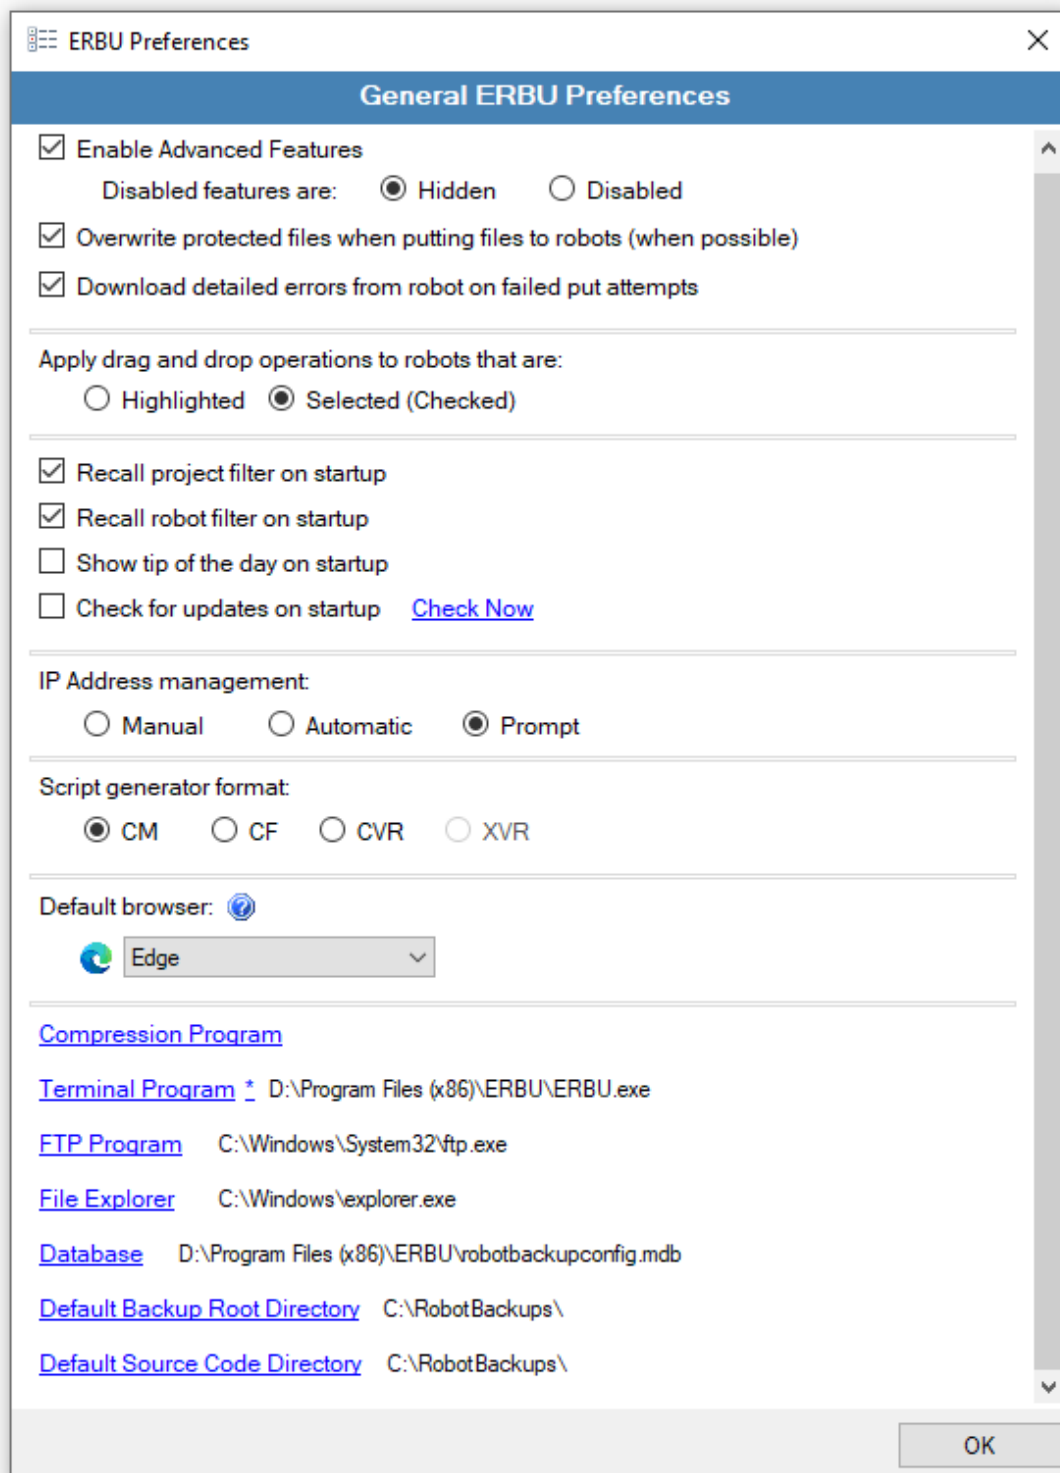 ERBU Preferences
General ERBU Preferences
Enable Advanced Features
Disabled features are: Hidden Disabled
Overwrite protected files when putting files to robots (when possible)
Download detailed errors from robot on failed put attempts
Apply drag and drop operations to robots that are:
Highlighted Selected (Checked)
Recall project filter on startup
Recall robot filter on startup
Show tip of the day on startup
Check for updates on startup Check Now
IP Address management:
Manual Automatic Prompt
Script generator format:
CM CF CVR XVR
Default browser: ?
Edge
Compression Program
Terminal Program * D:\Program Files (x86)\ERBU\ERBU.exe
FTP Program C:\Windows\System32\ftp.exe
File Explorer C:\Windows\explorer.exe
Database D:\Program Files (x86)\ERBU\robotbackupconfig.mdb
Default Backup Root Directory C:\RobotBackups\
Default Source Code Directory C:\RobotBackups\
OK